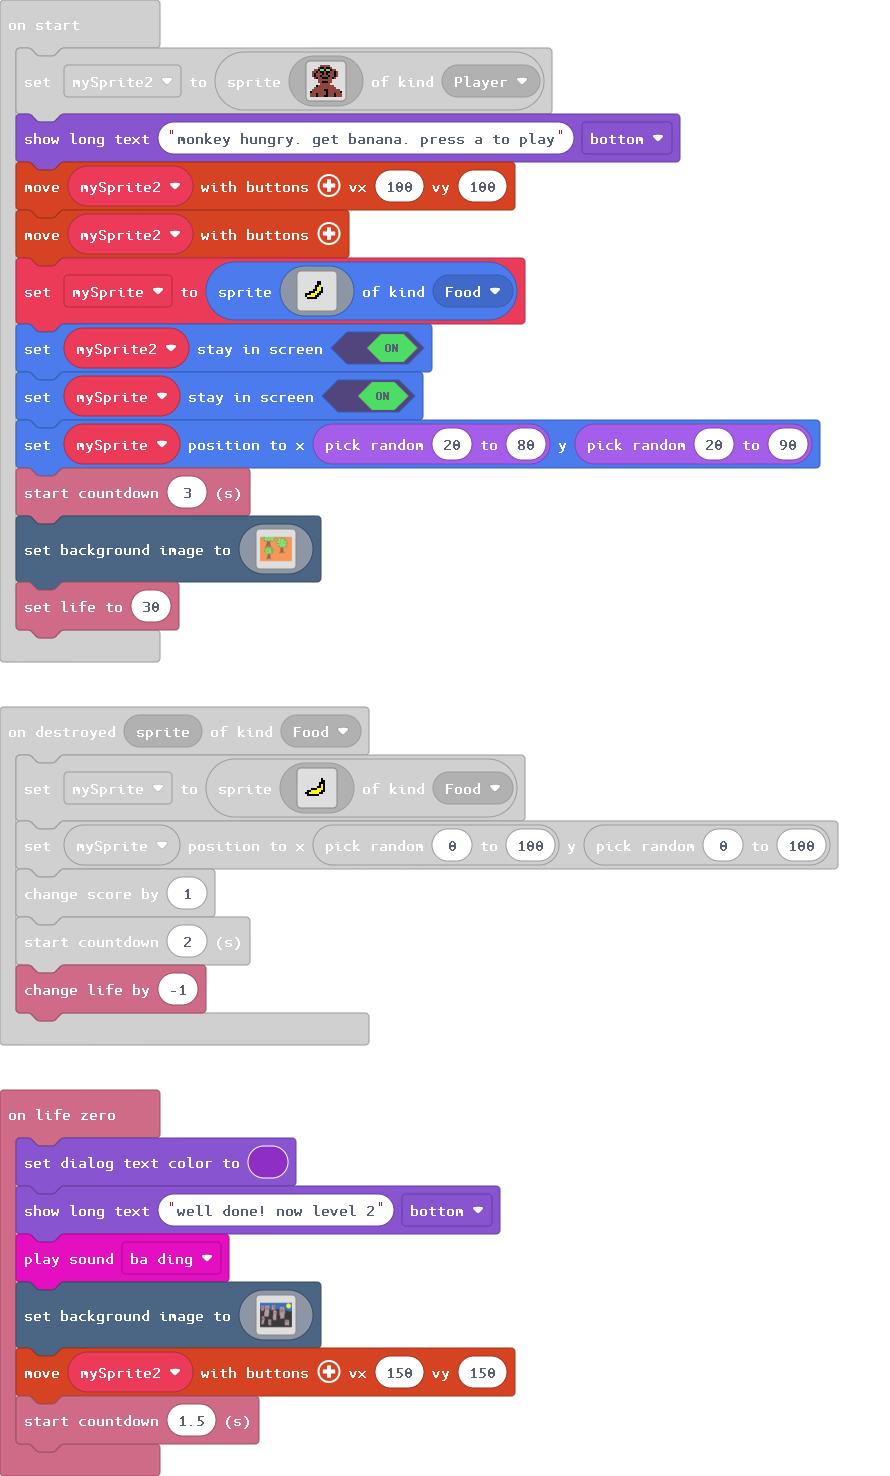 on start
set mySprite2 to sprite of kind Player
show long text "monkey hungry. get banana. press a to play" bottom
move mySprite2 with buttons + vx 100 vy 100
move mySprite2 with buttons +
set mySprite to sprite of kind Food
set mySprite2 stay in screen ON
set mySprite stay in screen ON
set mySprite position to x pick random 20 to 80 y pick random 20 to 90
start countdown 3 (s)
set background image to
set life to 30
on destroyed sprite of kind Food
set mySprite to sprite of kind Food
set mySprite position to x pick random 0 to 100 y pick random 0 to 100
change score by 1
start countdown 2 (s)
change life by -1
on life zero
set dialog text color to
show long text "well done! now level 2" bottom
play sound ba ding
set background image to
move mySprite2 with buttons + vx 150 vy 150
start countdown 1.5 (s)